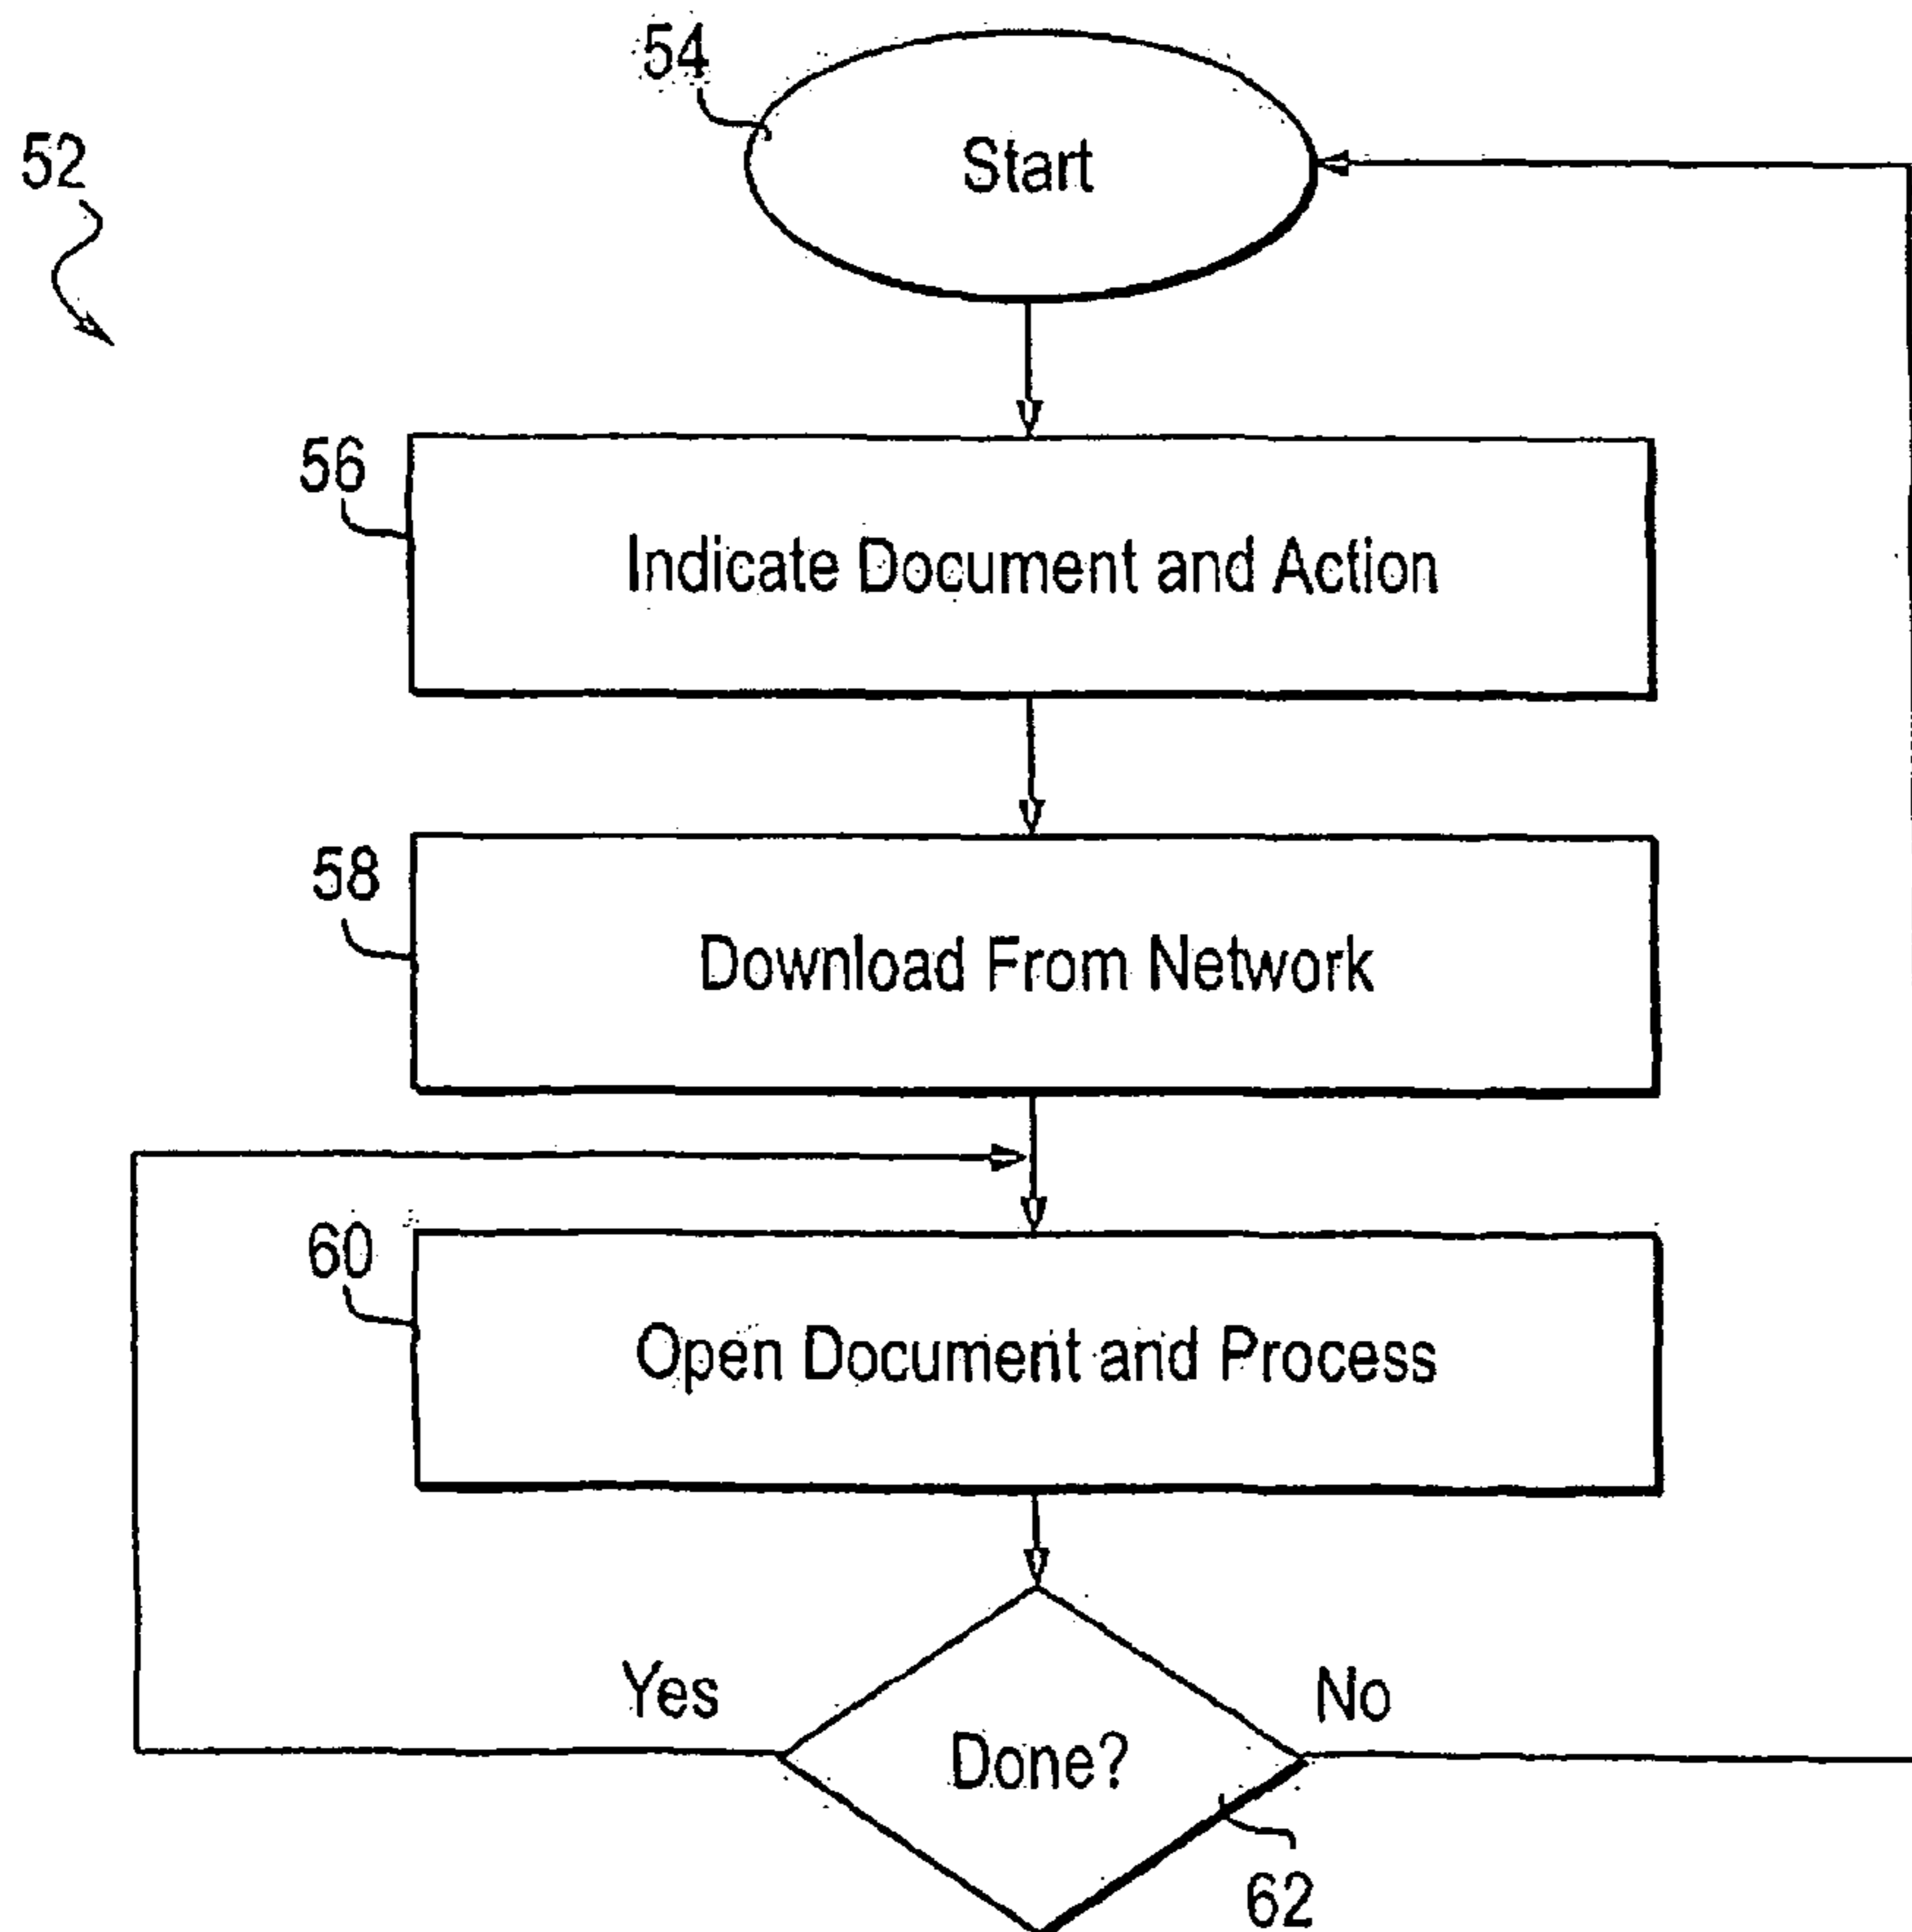 54
52
Start
56
Indicate Document and Action
58
Download From Network
60
Open Document and Process
Yes
No
Done?
62